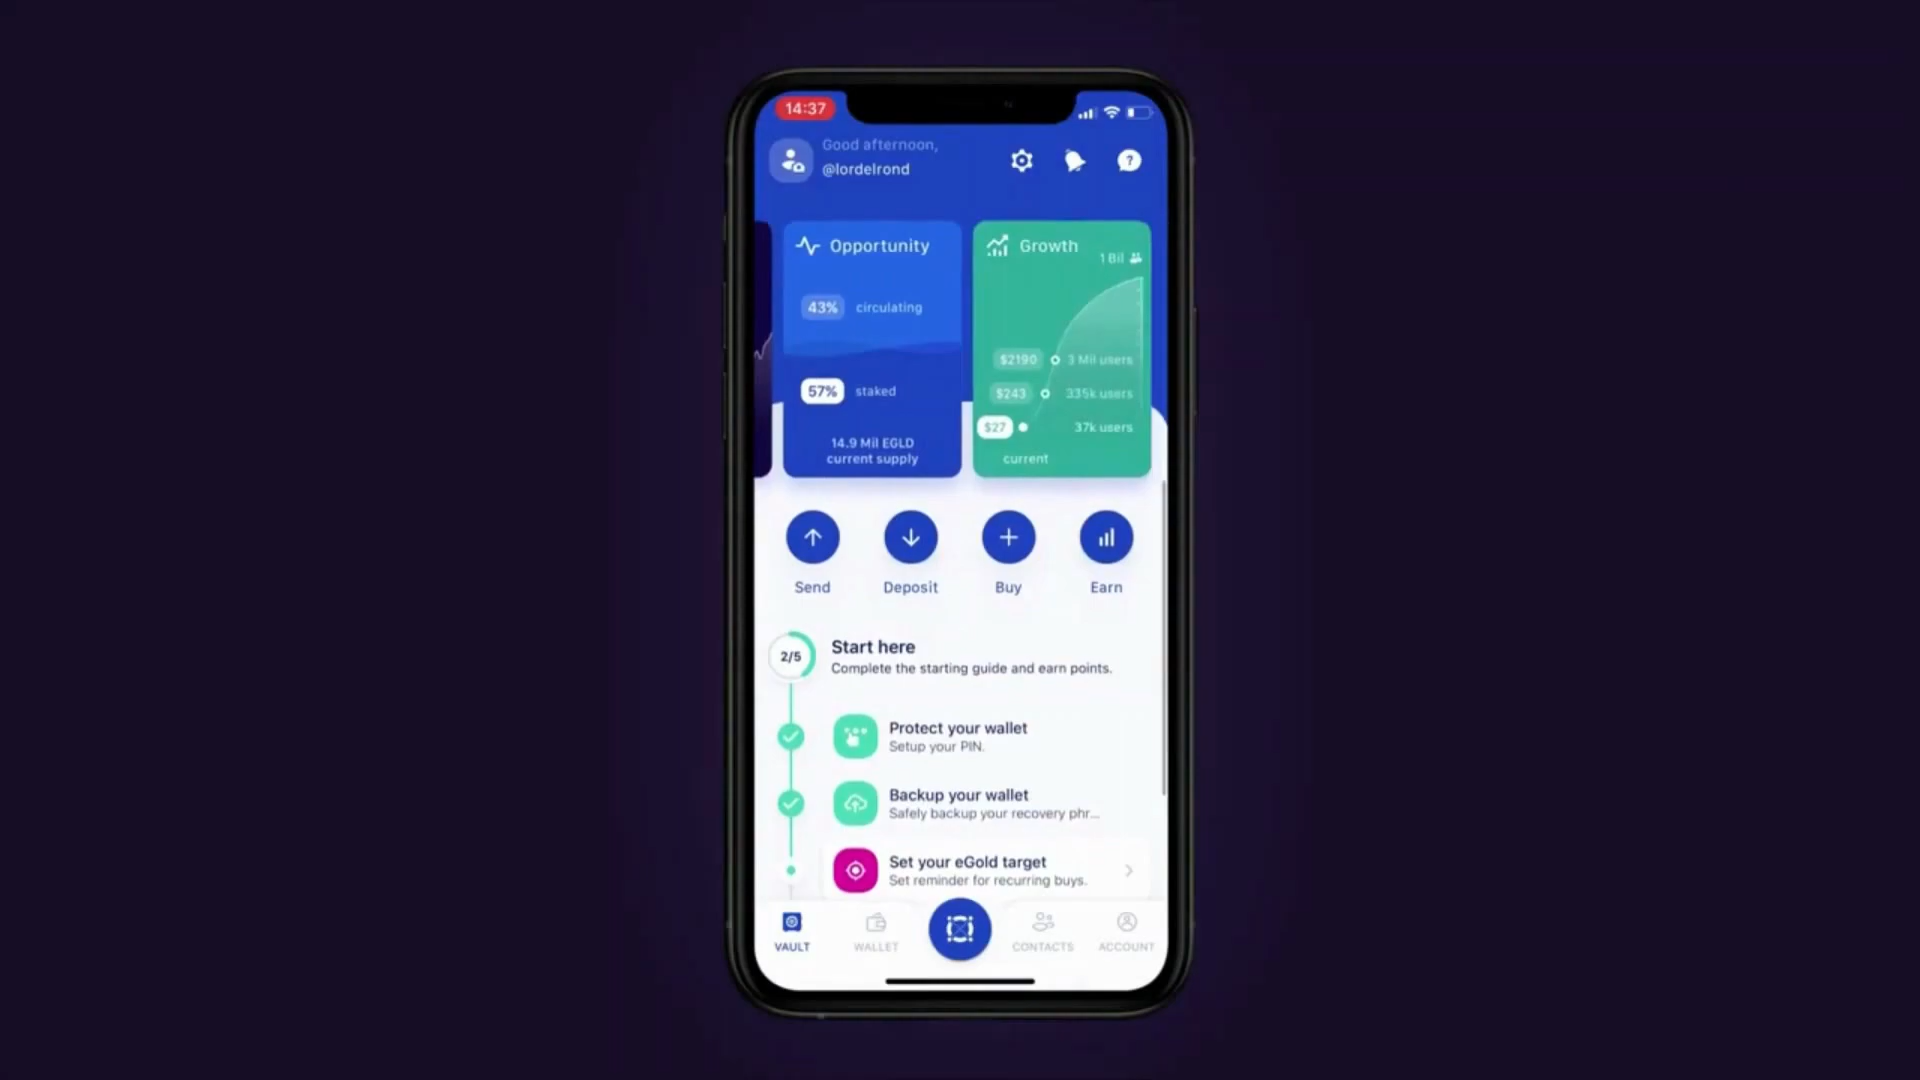 14:37
Good afternoon,
@lordelrond
?
Opportunity
43% circulating
57% staked
14.9 Mil EGLD
current supply
Growth
1 Bil
$2190 3 Mil users
$243 335k users
$27 37k users
current
Send Deposit Buy Earn
2/5
Start here
Complete the starting guide and earn points.
Protect your wallet
Setup your PIN.
Backup your wallet
Safely backup your recovery phr...
Set your eGold target
Set reminder for recurring buys.
VAULT WALLET CONTACTS ACCOUNT